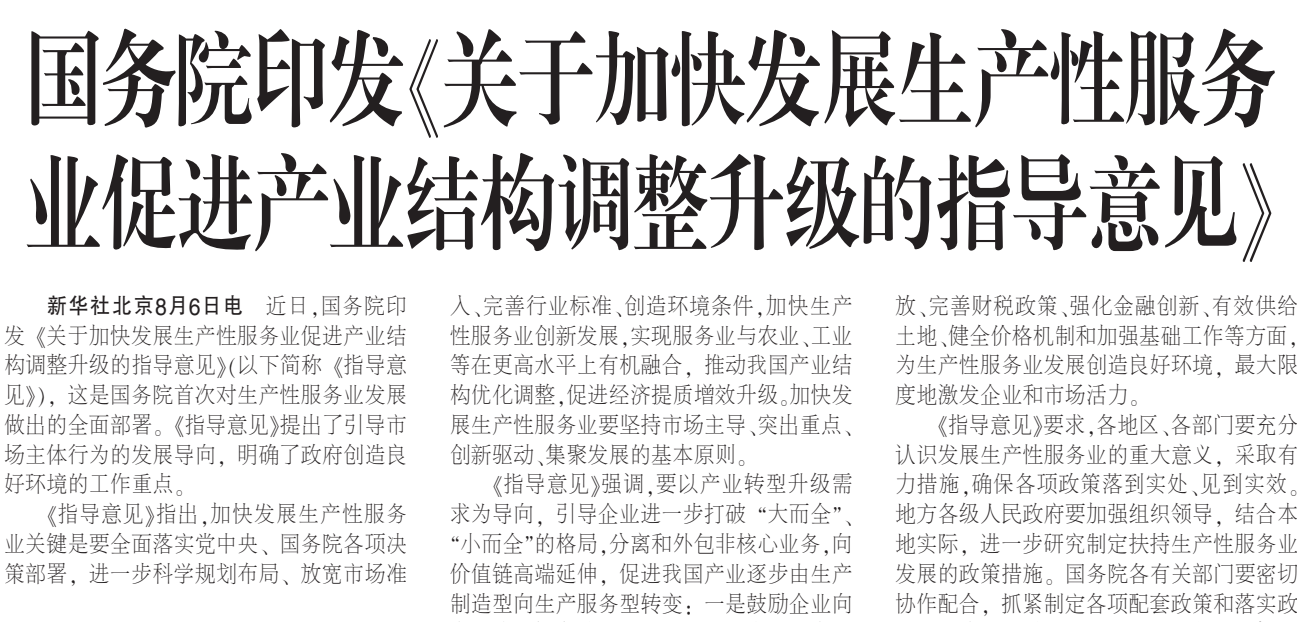 国务院印发《关于加快发展生产性服务
业促进产业结构调整升级的指导意见》
新华社北京8月6日电 近日,国务院印
发《关于加快发展生产性服务业促进产业结
构调整升级的指导意见》(以下简称《指导意
见》)，这是国务院首次对生产性服务业发展
做出的全面部署。《指导意见》提出了引导市
场主体行为的发展导向，明确了政府创造良
好环境的工作重点。
《指导意见》指出,加快发展生产性服务
业关键是要全面落实党中央、国务院各项决
策部署，进一步科学规划布局、放宽市场准
入、完善行业标准、创造环境条件,加快生产
性服务业创新发展,实现服务业与农业、工业
等在更高水平上有机融合，推动我国产业结
构优化调整,促进经济提质增效升级。加快发
展生产性服务业要坚持市场主导、突出重点、
创新驱动、集聚发展的基本原则。
《指导意见》强调,要以产业转型升级需
求为导向，引导企业进一步打破“大而全”、
“小而全”的格局,分离和外包非核心业务,向
价值链高端延伸，促进我国产业逐步由生产
制造型向生产服务型转变：一是鼓励企业向
放、完善财税政策、强化金融创新、有效供给
土地、健全价格机制和加强基础工作等方面,
为生产性服务业发展创造良好环境，最大限
度地激发企业和市场活力。
《指导意见》要求,各地区、各部门要充分
认识发展生产性服务业的重大意义，采取有
力措施,确保各项政策落到实处、见到实效。
地方各级人民政府要加强组织领导，结合本
地实际，进一步研究制定扶持生产性服务业
发展的政策措施。国务院各有关部门要密切
协作配合，抓紧制定各项配套政策和落实政